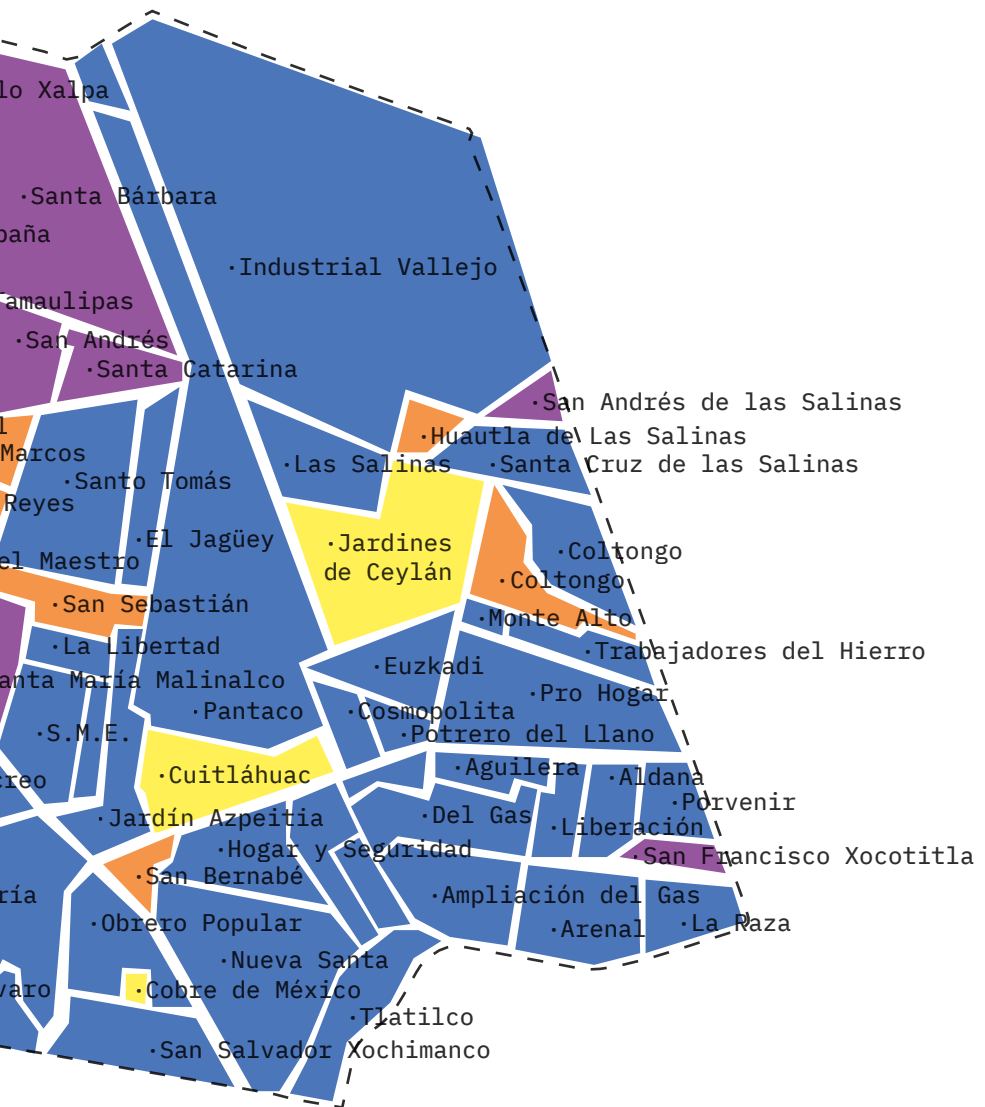 lo Xalpa
·Santa Bárbara
paña
·Industrial Vallejo
Tamaulipas
·San Andrés
·Santa Catarina
·San Andrés de las Salinas
l
·Huautla de Las Salinas
Marcos
·Las Salinas
·Santa Cruz de las Salinas
·Santo Tomás
Reyes
·El Jagüey
·Jardines
de Ceylán
·Coltongo
el Maestro
·Coltongo
·San Sebastián
·Monte Alto
·La Libertad
·Trabajadores del Hierro
·Euzkadi
anta María Malinalco
·Pro Hogar
·Pantaco
·Cosmopolita
·S.M.E.
·Potrero del Llano
·Aguilera
·Cuitláhuac
·Aldana
creo
·Porvenir
·Jardín Azpeitia
·Del Gas
·Liberación
·Hogar y Seguridad
·San Francisco Xocotitla
·San Bernabé
ría
·Ampliación del Gas
·Obrero Popular
·Arenal
·La Raza
·Nueva Santa
varo
·Cobre de México
·Tlatilco
·San Salvador Xochimanco